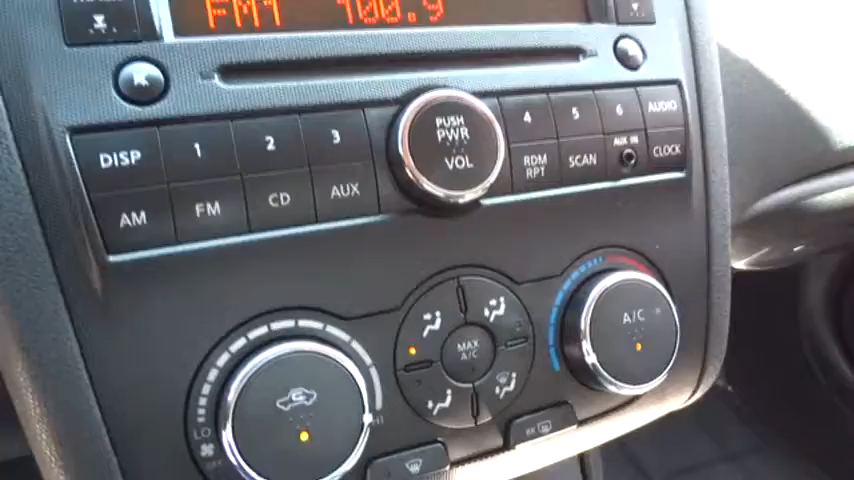 FM1 100.9
DISP 1 2 3 PUSH PWR VOL 4 5 6 AUDIO
AM FM CD AUX RDM RPT SCAN AUX IN CLOCK
A/C
MAX A/C
LO HI